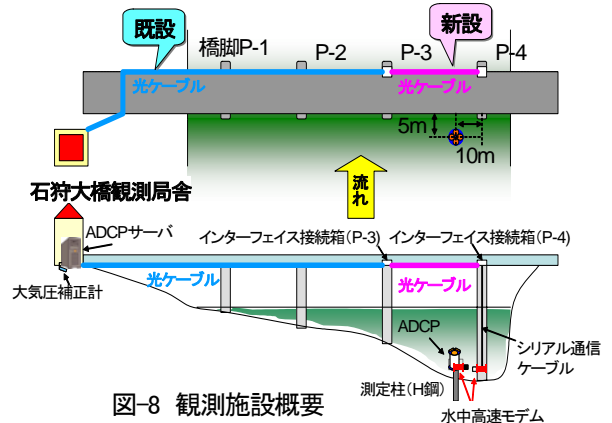 既設
新設
橋脚P-1
P-2
P-3
P-4
光ケーブル
光ケーブル
5m
10m
石狩大橋観測局舎
流れ
ADCPサーバ
インターフェイス接続箱(P-3)
インターフェイス接続箱(P-4)
光ケーブル
光ケーブル
大気圧補正計
ADCP
シリアル通信
ケーブル
測定柱(H鋼)
水中高速モデム
図-8 観測施設概要